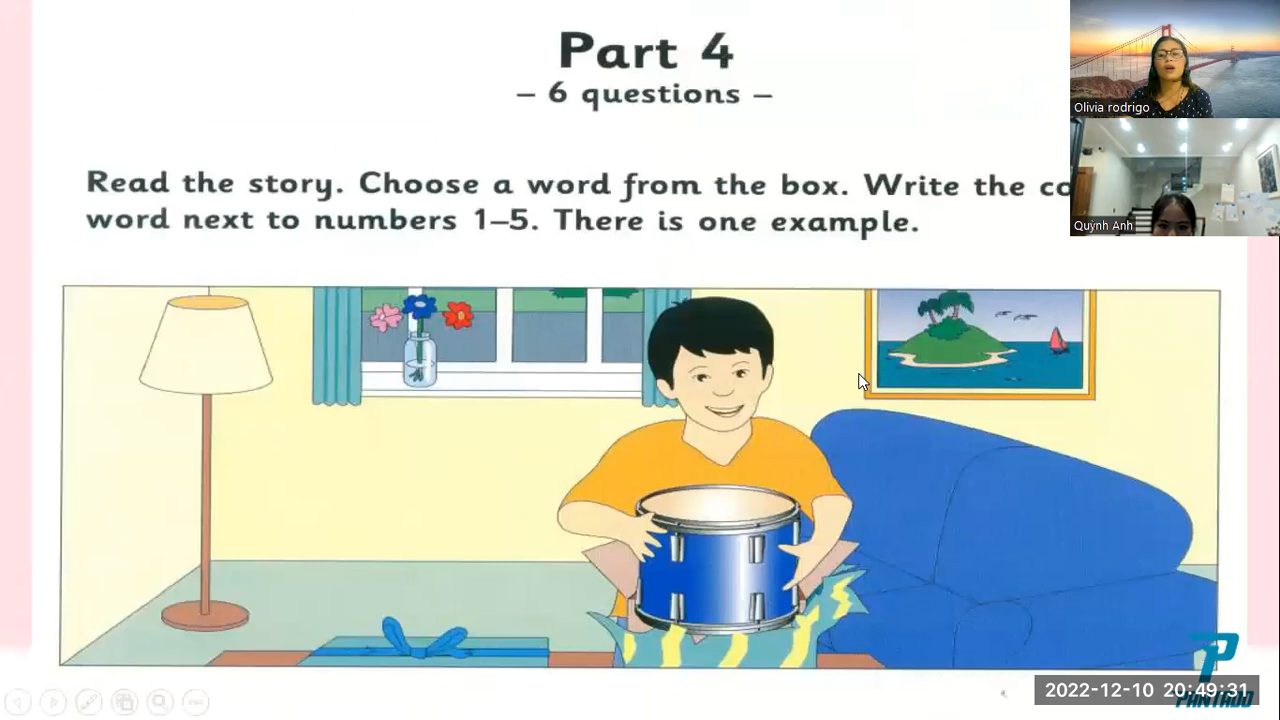 Part 4
– 6 questions –
Olivia rodrigo
Read the story. Choose a word from the box. Write the co
Quỳnh Anh
word next to numbers 1–5. There is one example.
2022-12-10 20:49:31
PANTADO